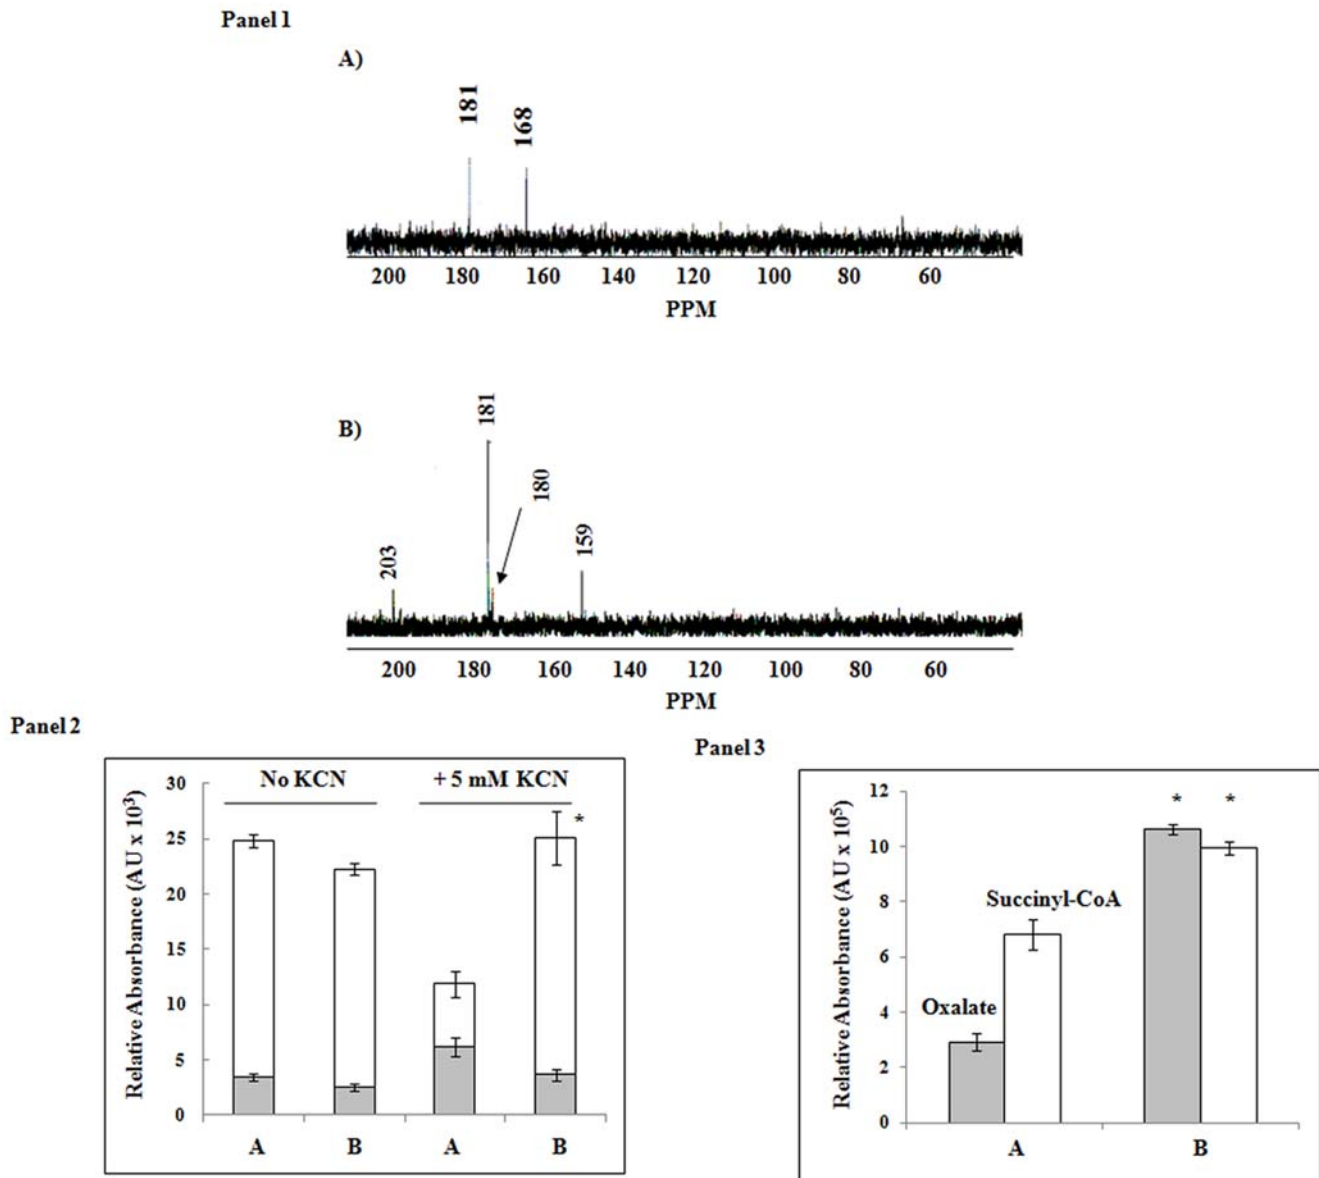 Panel 1
A)
181
168
200 180 160 140 120 100 80 60
PPM
B)
203
181
180
159
200 180 160 140 120 100 80 60
PPM
Panel 2
No KCN + 5 mM KCN
Relative Absorbance (AU x 10³)
30
25
20
15
10
5
0
*
A B A B
Panel 3
Relative Absorbance (AU x 10⁵)
12
10
8
6
4
2
0
* *
Succinyl-CoA
Oxalate
A B